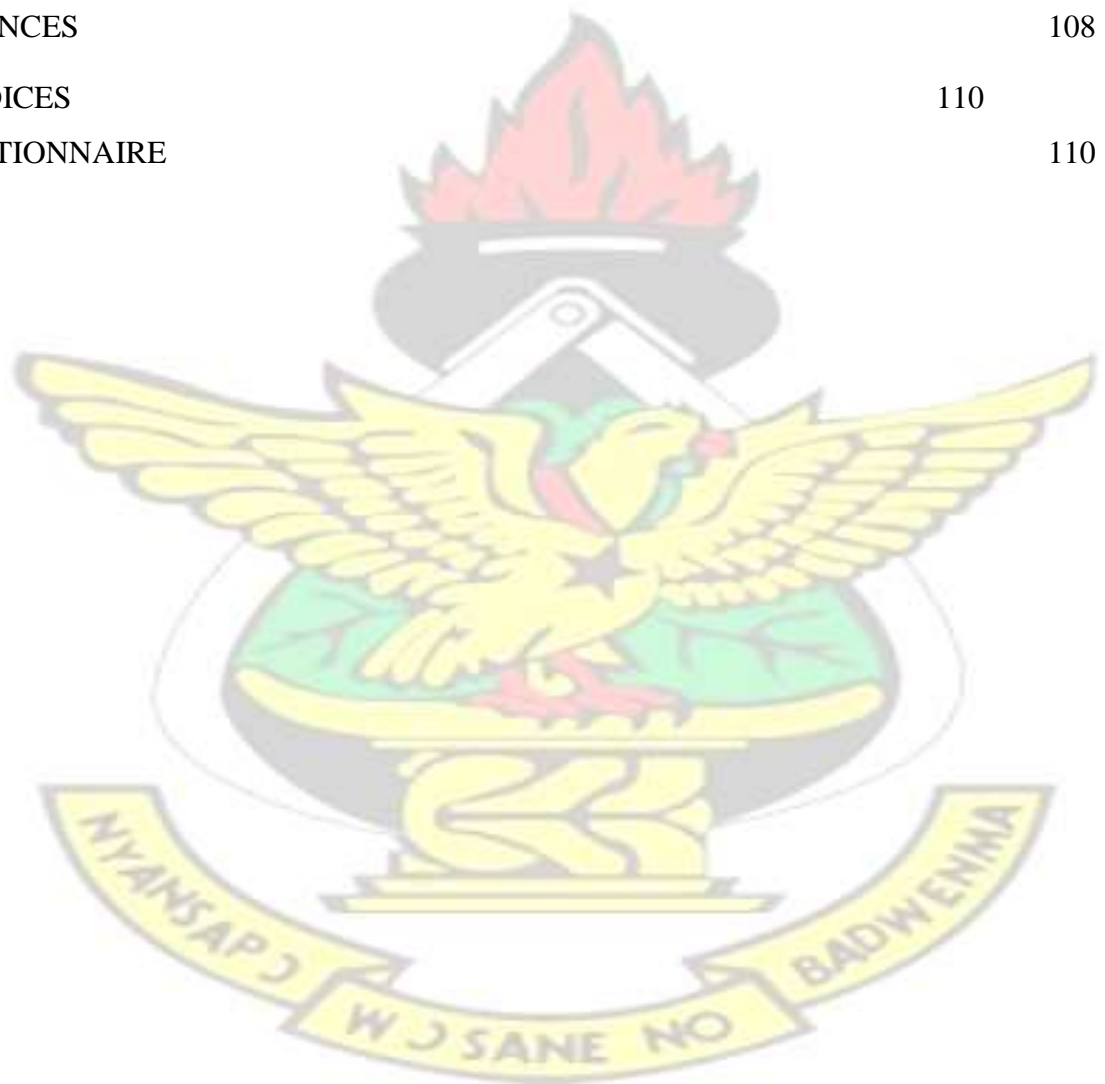 NCES 108
ICES 110
TIONNAIRE 110
NYANSAPƆ
WƆSANE NO
BADWENMA